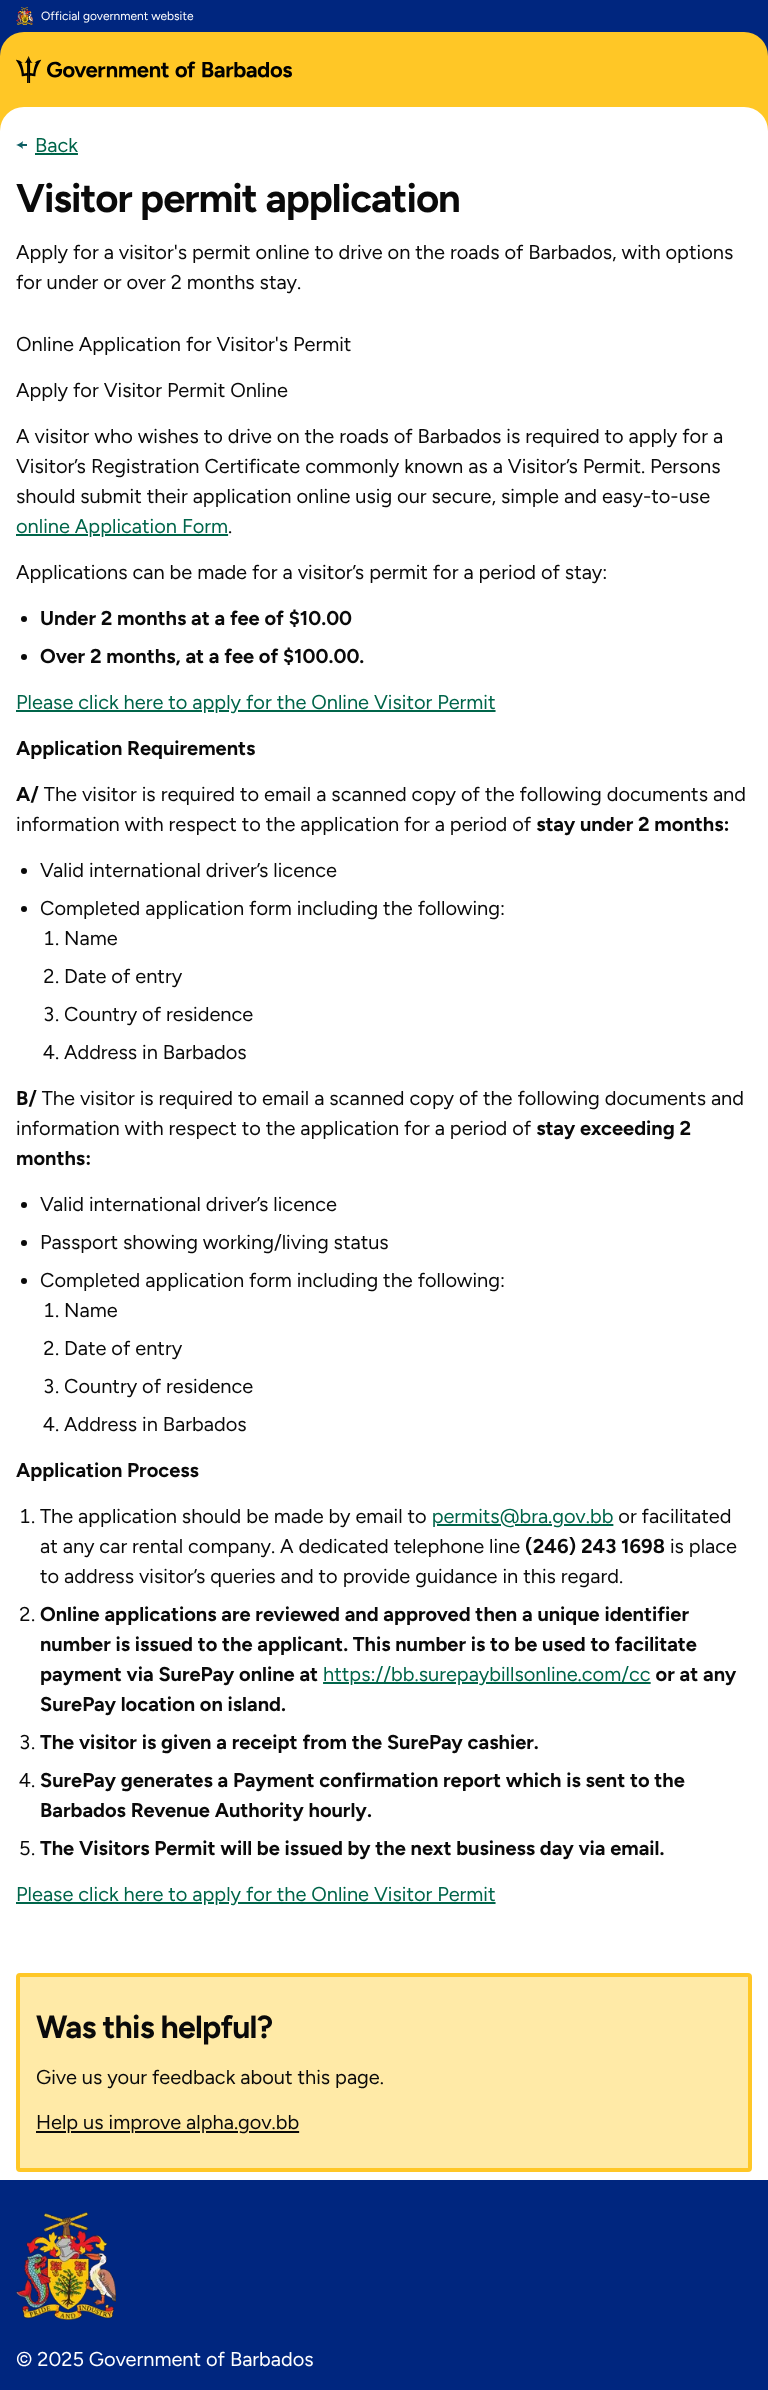 Official government website
Government of Barbados
Back
Visitor permit application
Apply for a visitor's permit online to drive on the roads of Barbados, with options
for under or over 2 months stay.
Online Application for Visitor's Permit
Apply for Visitor Permit Online
A visitor who wishes to drive on the roads of Barbados is required to apply for a
Visitor’s Registration Certificate commonly known as a Visitor’s Permit. Persons
should submit their application online usig our secure, simple and easy-to-use
online Application Form.
Applications can be made for a visitor’s permit for a period of stay:
• Under 2 months at a fee of $10.00
• Over 2 months, at a fee of $100.00.
Please click here to apply for the Online Visitor Permit
Application Requirements
A/ The visitor is required to email a scanned copy of the following documents and
information with respect to the application for a period of stay under 2 months:
• Valid international driver’s licence
• Completed application form including the following:
1. Name
2. Date of entry
3. Country of residence
4. Address in Barbados
B/ The visitor is required to email a scanned copy of the following documents and
information with respect to the application for a period of stay exceeding 2
months:
• Valid international driver’s licence
• Passport showing working/living status
• Completed application form including the following:
1. Name
2. Date of entry
3. Country of residence
4. Address in Barbados
Application Process
1. The application should be made by email to permits@bra.gov.bb or facilitated
at any car rental company. A dedicated telephone line (246) 243 1698 is place
to address visitor’s queries and to provide guidance in this regard.
2. Online applications are reviewed and approved then a unique identifier
number is issued to the applicant. This number is to be used to facilitate
payment via SurePay online at https://bb.surepaybillsonline.com/cc or at any
SurePay location on island.
3. The visitor is given a receipt from the SurePay cashier.
4. SurePay generates a Payment confirmation report which is sent to the
Barbados Revenue Authority hourly.
5. The Visitors Permit will be issued by the next business day via email.
Please click here to apply for the Online Visitor Permit
Was this helpful?
Give us your feedback about this page.
Help us improve alpha.gov.bb
PRIDE AND INDUSTRY
© 2025 Government of Barbados